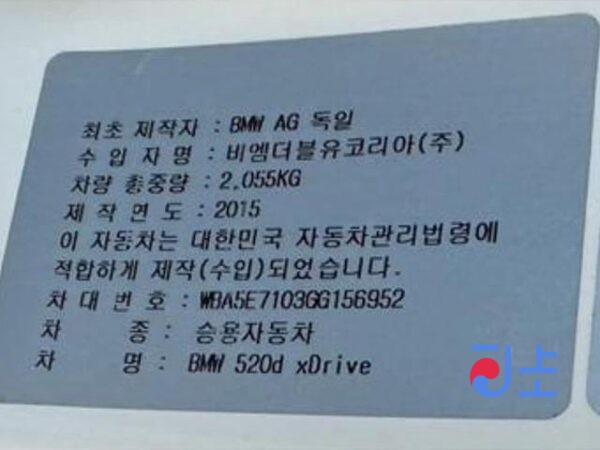 최초 제작자 : BMW AG 독일
수 입 자 명 : 비엠더블유코리아(주)
차량 총중량 : 2,055KG
제 작 연 도 : 2015
이 자동차는 대한민국 자동차관리법령에
적합하게 제작(수입)되었습니다.
차 대 번 호 : WBA5E7103GG156952
차 종 : 승용자동차
차 명 : BMW 520d xDrive